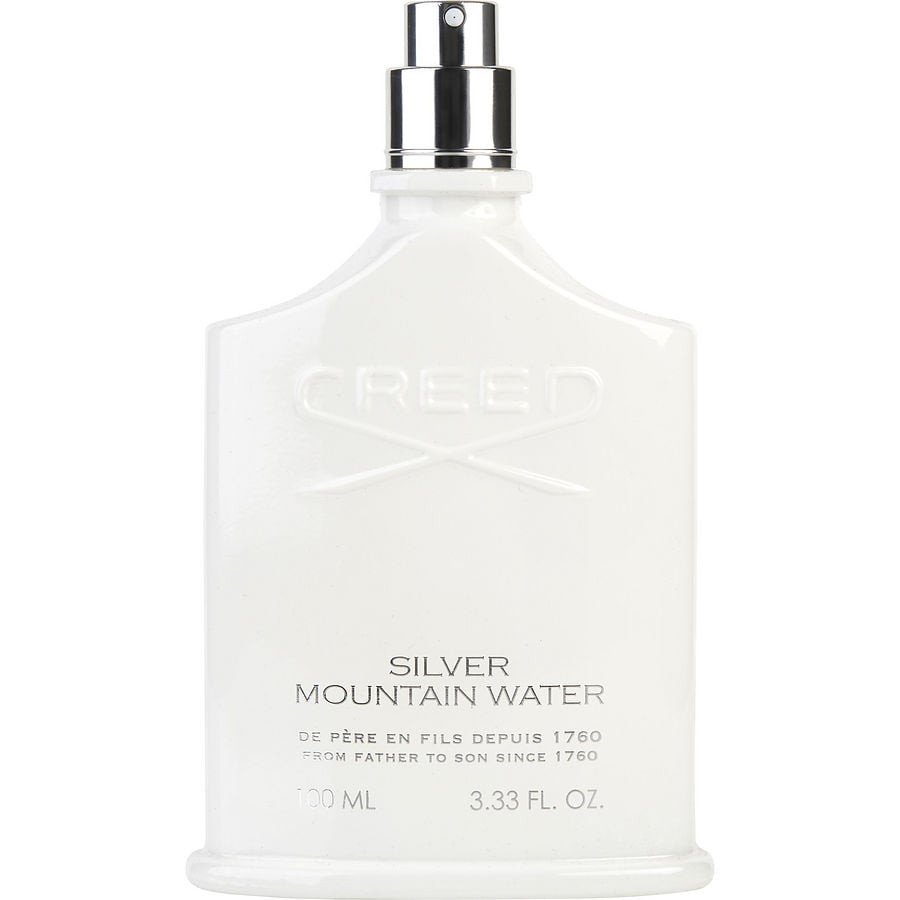 CREED
SILVER
MOUNTAIN WATER
DE PÈRE EN FILS DEPUIS 1760
FROM FATHER TO SON SINCE 1760
100 ML 3.33 FL. OZ.